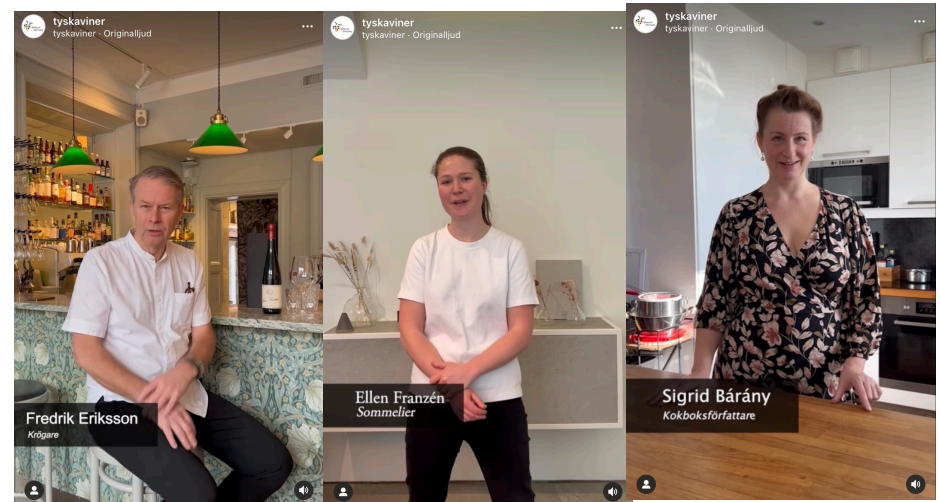 tyskaviner
tyskaviner · Originalljud
Fredrik Eriksson
Krögare
tyskaviner
tyskaviner · Originalljud
Ellen Franzén
Sommelier
tyskaviner
tyskaviner · Originalljud
Sigrid Bárány
Kokboksförfattare